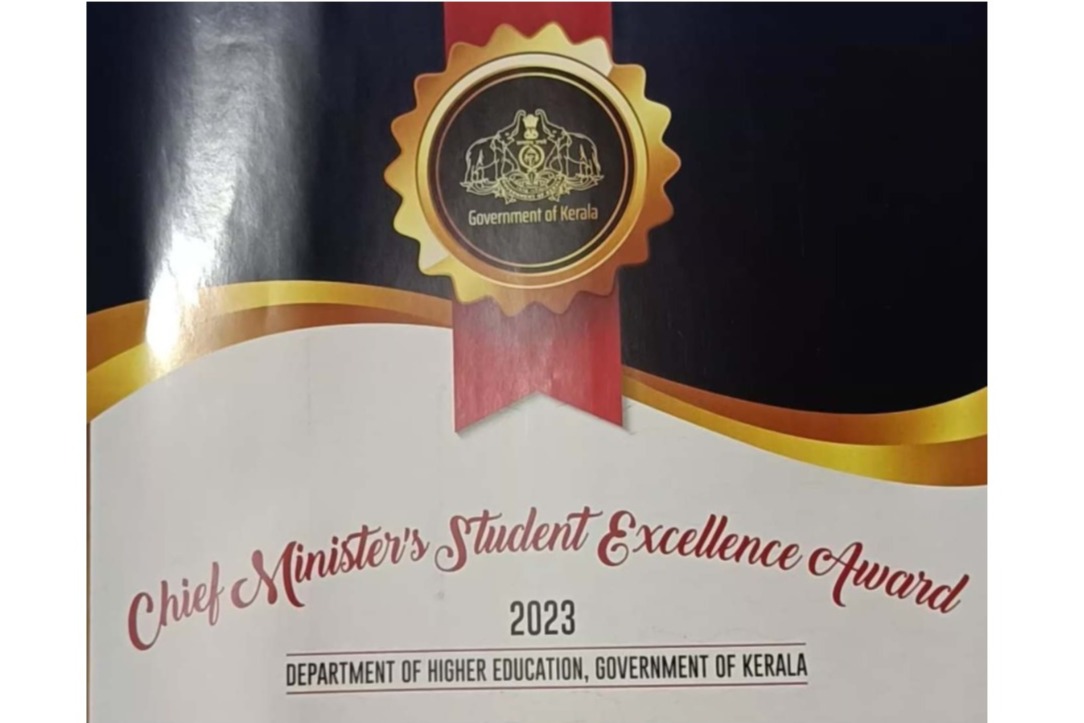 Government of Kerala
Chief Minister's Student Excellence Award
2023
DEPARTMENT OF HIGHER EDUCATION, GOVERNMENT OF KERALA